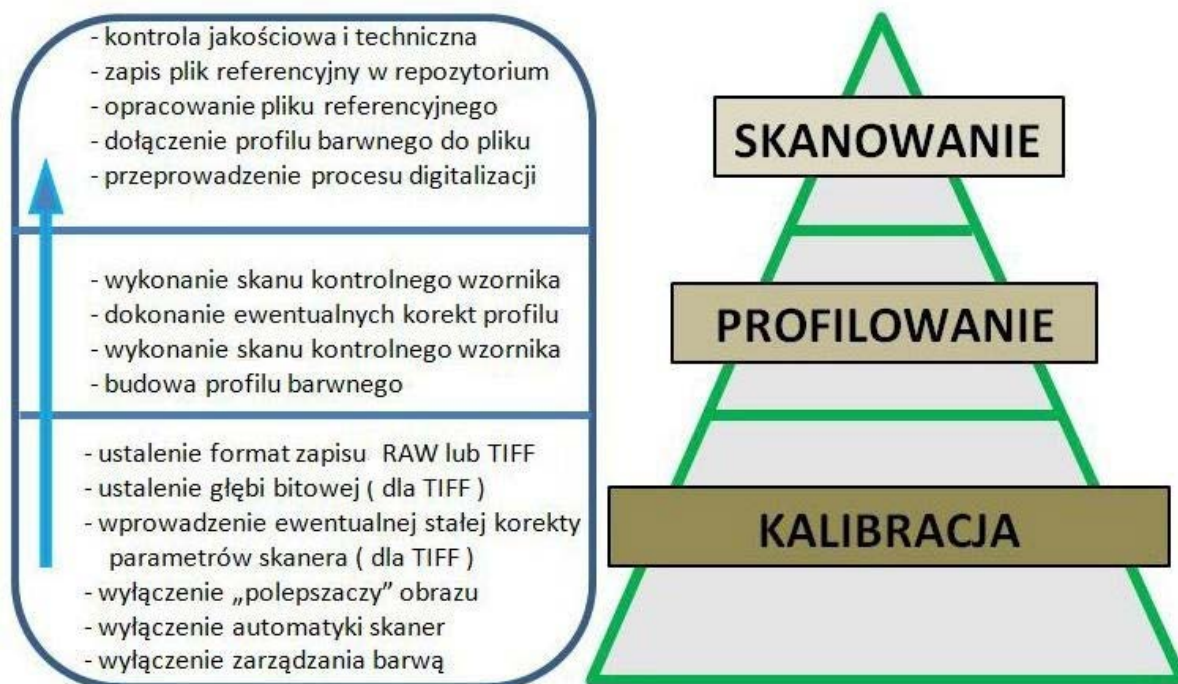 - kontrola jakościowa i techniczna
- zapis plik referencyjny w repozytorium
- opracowanie pliku referencyjnego
- dołączenie profilu barwnego do pliku
- przeprowadzenie procesu digitalizacji
- wykonanie skanu kontrolnego wzornika
- dokonanie ewentualnych korekt profilu
- wykonanie skanu kontrolnego wzornika
- budowa profilu barwnego
- ustalenie format zapisu RAW lub TIFF
- ustalenie głębi bitowej ( dla TIFF )
- wprowadzenie ewentualnej stałej korekty
parametrów skanera ( dla TIFF )
- wyłączenie „polepszaczy” obrazu
- wyłączenie automatyki skaner
- wyłączenie zarządzania barwą
SKANOWANIE
PROFILOWANIE
KALIBRACJA